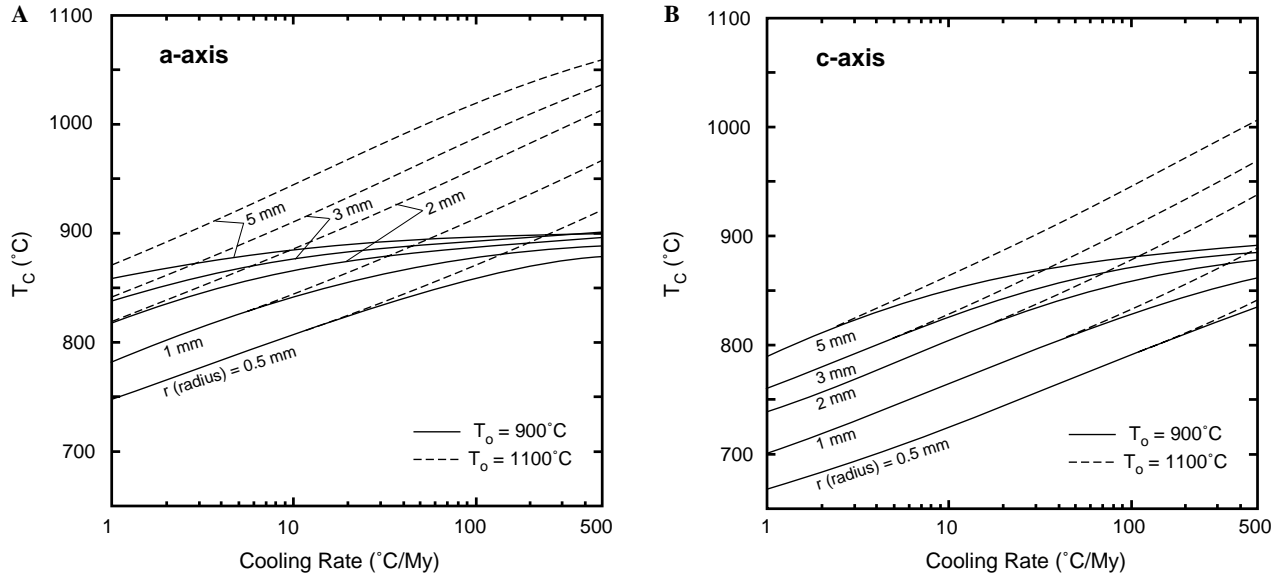 A
a-axis
1100
1000
900
800
700
T_C (˚C)
5 mm
3 mm
2 mm
1 mm
r (radius) = 0.5 mm
T_o = 900˚C
T_o = 1100˚C
1 10 100 500
Cooling Rate (˚C/My)
B
c-axis
1100
1000
900
800
700
T_C (˚C)
5 mm
3 mm
2 mm
1 mm
r (radius) = 0.5 mm
T_o = 900˚C
T_o = 1100˚C
1 10 100 500
Cooling Rate (˚C/My)